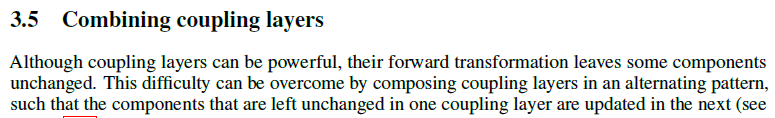 3.5 Combining coupling layers
Although coupling layers can be powerful, their forward transformation leaves some components
unchanged. This difficulty can be overcome by composing coupling layers in an alternating pattern,
such that the components that are left unchanged in one coupling layer are updated in the next (see